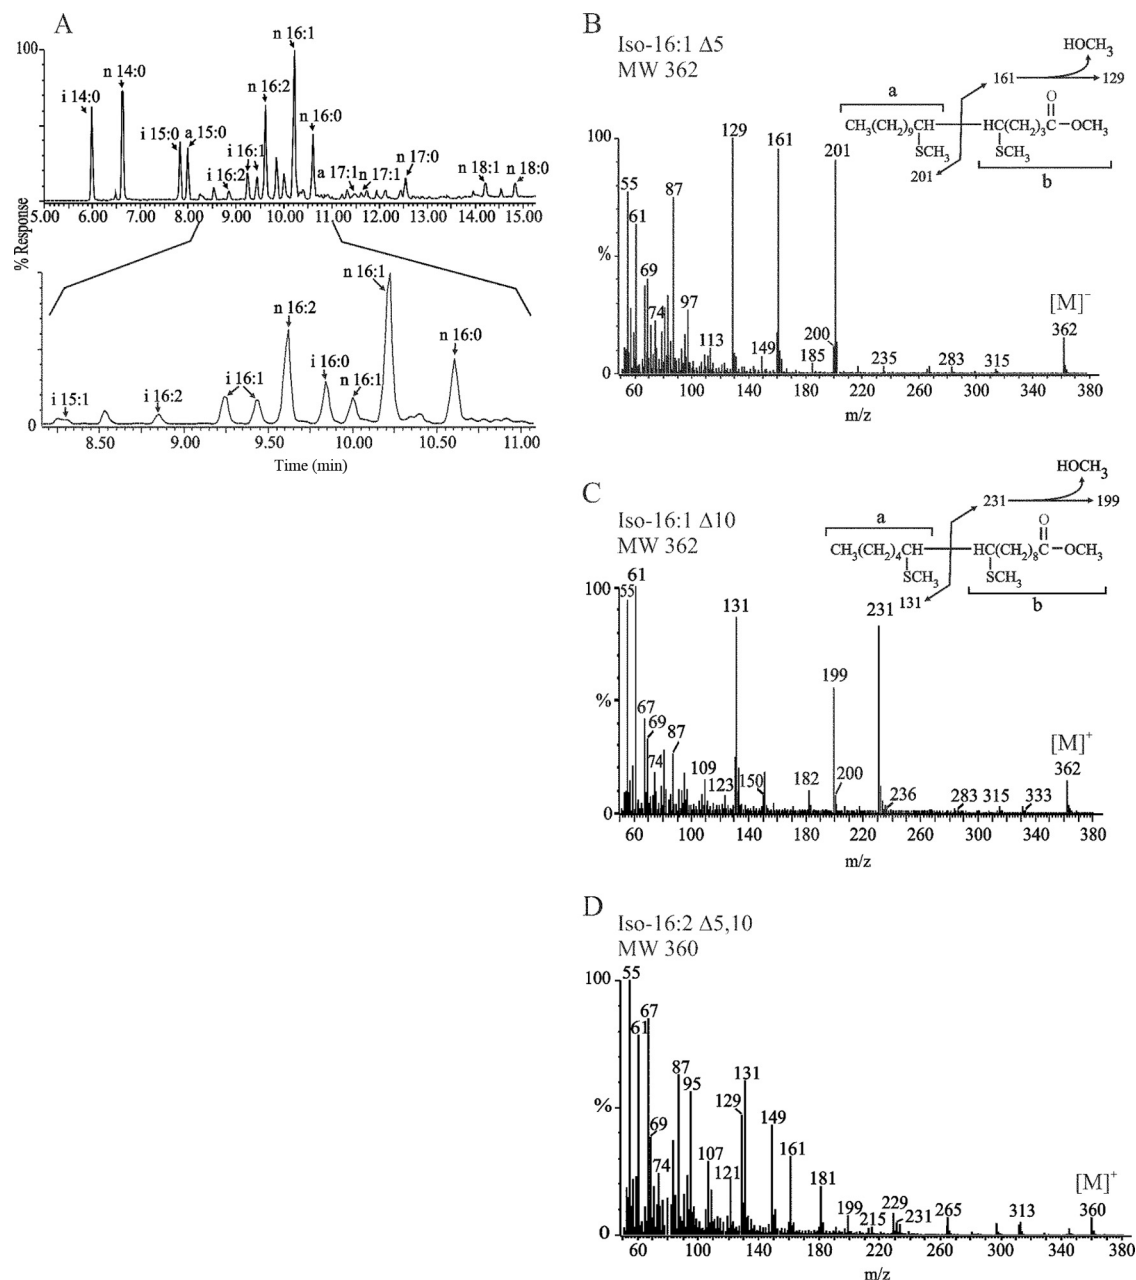 A
100
% Response
i 14:0
n 14:0
i 15:0
a 15:0
i 16:2
i 16:1
n 16:2
n 16:1
n 16:0
a 17:1
n 17:1
n 17:0
n 18:1
n 18:0
0
5.00 6.00 7.00 8.00 9.00 10.00 11.00 12.00 13.00 14.00 15.00
i 15:1
i 16:2
i 16:1
n 16:2
i 16:0
n 16:1
n 16:1
n 16:0
0
8.50 9.00 9.50 10.00 10.50 11.00
Time (min)
B
Iso-16:1 Δ5
MW 362
HOCH3
161 129
a
O
CH3(CH2)9CH HC(CH2)3C OCH3
SCH3 SCH3
201
b
100
%
0
55
61
69
74
87
97
113
129
149
161
185
200
201
235
283
315
[M]⁻
362
60 100 140 180 220 260 300 340 380
m/z
C
Iso-16:1 Δ10
MW 362
HOCH3
231 199
a
O
CH3(CH2)4CH HC(CH2)8C OCH3
SCH3 SCH3
131
b
100
%
0
55
61
67
69
74
87
109
123
131
150
182
199
200
231
236
283
315
333
[M]⁺
362
60 100 140 180 220 260 300 340 380
m/z
D
Iso-16:2 Δ5,10
MW 360
100
%
0
55
61
67
69
74
87
95
107
121
129
131
149
161
181
199
215
229
231
265
313
[M]⁺
360
60 100 140 180 220 260 300 340 380
m/z